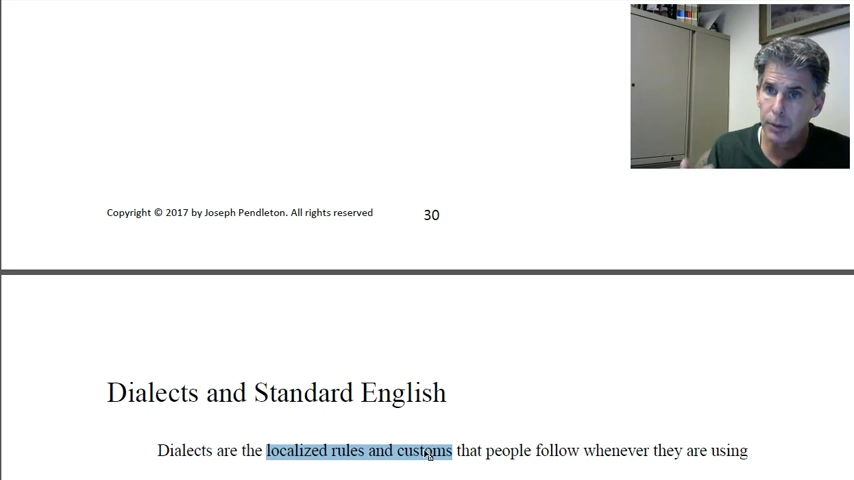 Copyright © 2017 by Joseph Pendleton. All rights reserved
30
Dialects and Standard English
Dialects are the localized rules and customs that people follow whenever they are using